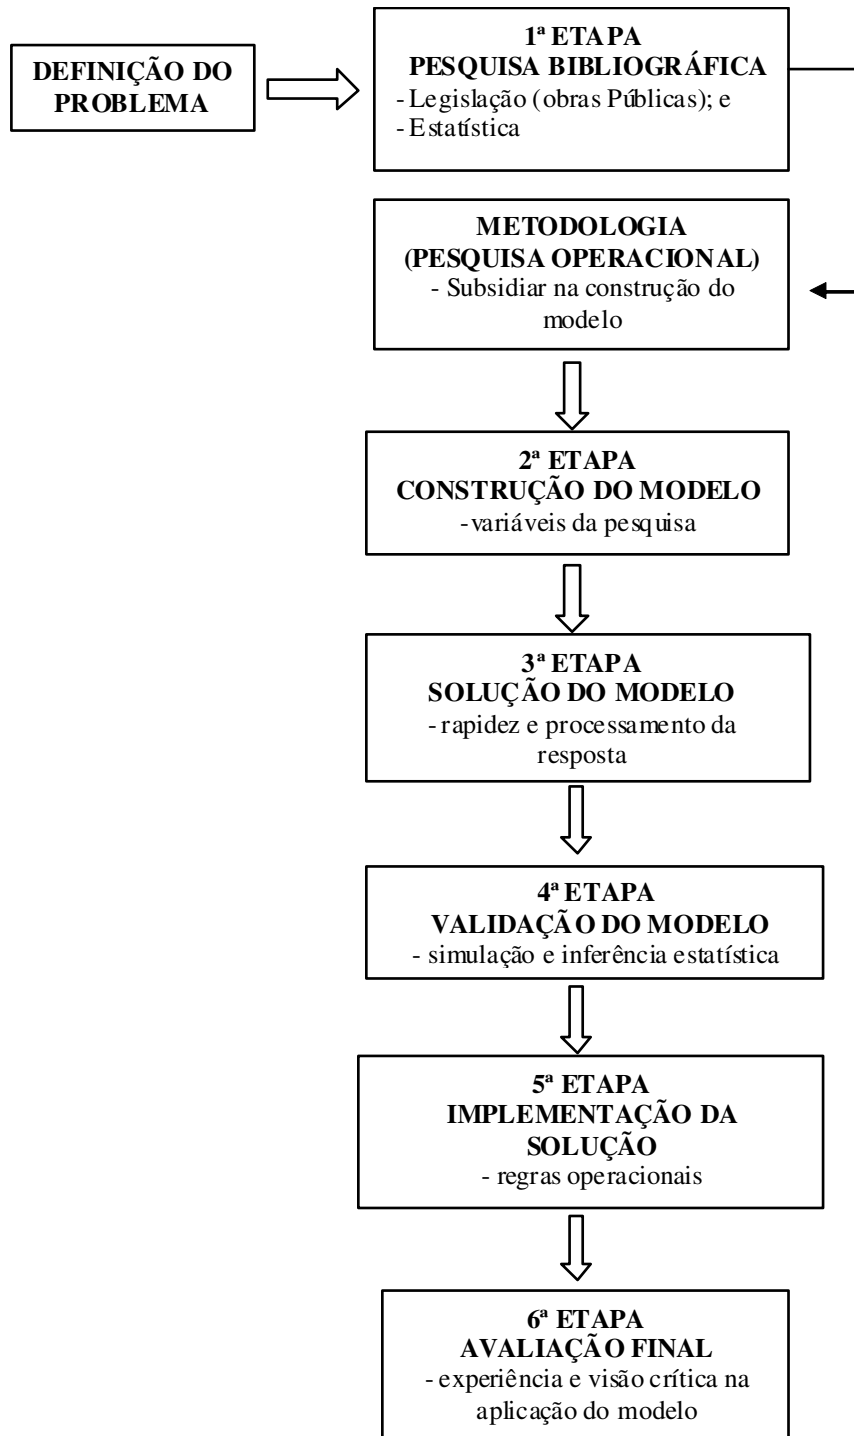 DEFINIÇÃO DO
PROBLEMA
1ª ETAPA
PESQUISA BIBLIOGRÁFICA
- Legislação (obras Públicas); e
- Estatística
METODOLOGIA
(PESQUISA OPERACIONAL)
- Subsidiar na construção do
modelo
2ª ETAPA
CONSTRUÇÃO DO MODELO
-variáveis da pesquisa
3ª ETAPA
SOLUÇÃO DO MODELO
- rapidez e processamento da
resposta
4ª ETAPA
VALIDAÇÃO DO MODELO
- simulação e inferência estatística
5ª ETAPA
IMPLEMENTAÇÃO DA
SOLUÇÃO
- regras operacionais
6ª ETAPA
AVALIAÇÃO FINAL
- experiência e visão crítica na
aplicação do modelo